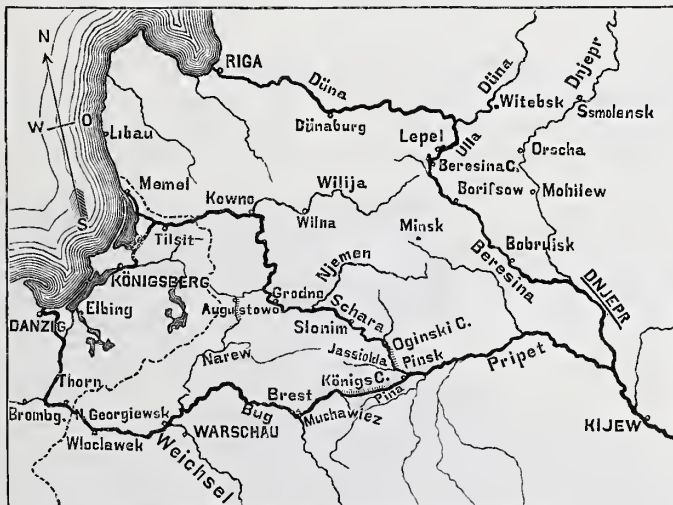 N
W
O
S
RIGA
Düna
Düna
Dnjepr
Witebsk
Ssmolensk
Dünaburg
Lepel
Ulla
Beresina C.
Orscha
Libau
Memel
Kowno
Wilija
Wilna
Borissow
Mohilew
Minsk
Tilsit
Bobruisk
Beresina
DNJEPR
KÖNIGSBERG
Njemen
Grodno
Schara
DANZIG
Elbing
Augustowo
Slonim
Oginski C.
Jassiolda
Pinsk
Pripet
Narew
Thorn
Königs C.
Pina
Brest
Bug
Muchawiez
Brombg.
N. Georgiewsk
WARSCHAU
KIJEW
Wloclawek
Weichsel